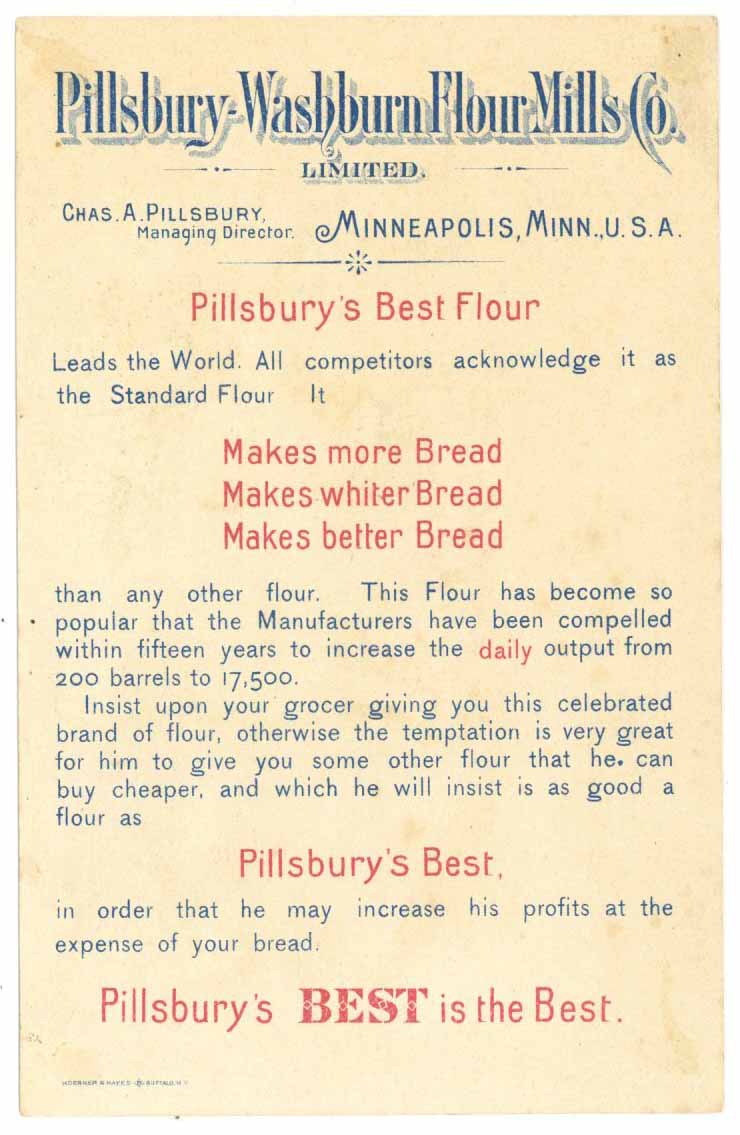 Pillsbury-Washburn Flour Mills Co.
LIMITED.
CHAS. A. PILLSBURY,
Managing Director.
MINNEAPOLIS, MINN., U. S. A.
Pillsbury's Best Flour
Leads the World. All competitors acknowledge it as
the Standard Flour It
Makes more Bread
Makes whiter Bread
Makes better Bread
than any other flour. This Flour has become so
popular that the Manufacturers have been compelled
within fifteen years to increase the daily output from
200 barrels to 17,500.
Insist upon your grocer giving you this celebrated
brand of flour, otherwise the temptation is very great
for him to give you some other flour that he. can
buy cheaper, and which he will insist is as good a
flour as
Pillsbury's Best,
in order that he may increase his profits at the
expense of your bread.
Pillsbury's BEST is the Best.
BUFFALO, N.Y.